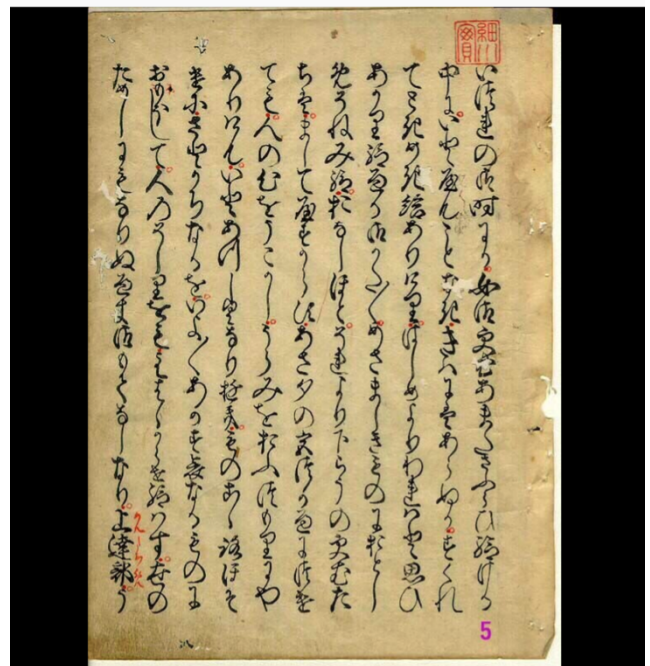 いつれの御時にか女御更衣あまたさふらひ給ける
中にいとやんことなききはにはあらぬかすくれ
てときめき給ありけりはしめよりわれはと思ひ
あかり給へる御かた〳〵めさましきものにおとし
めそねみ給おなしほとそれより下らうの更衣た
ちはましてやすからすあさ夕の宮つかへにつけ
ても人の心をうこかしうらみをおふつもりにや
ありけんいとあつしくなり行もの心ほそ
けにさとかちなるをいよ〳〵あかすあはれなるものに
おもほして人のそしりをもえはゝからせ給はす世の
ためしにもなりぬへき御もてなしなり上達部う
5